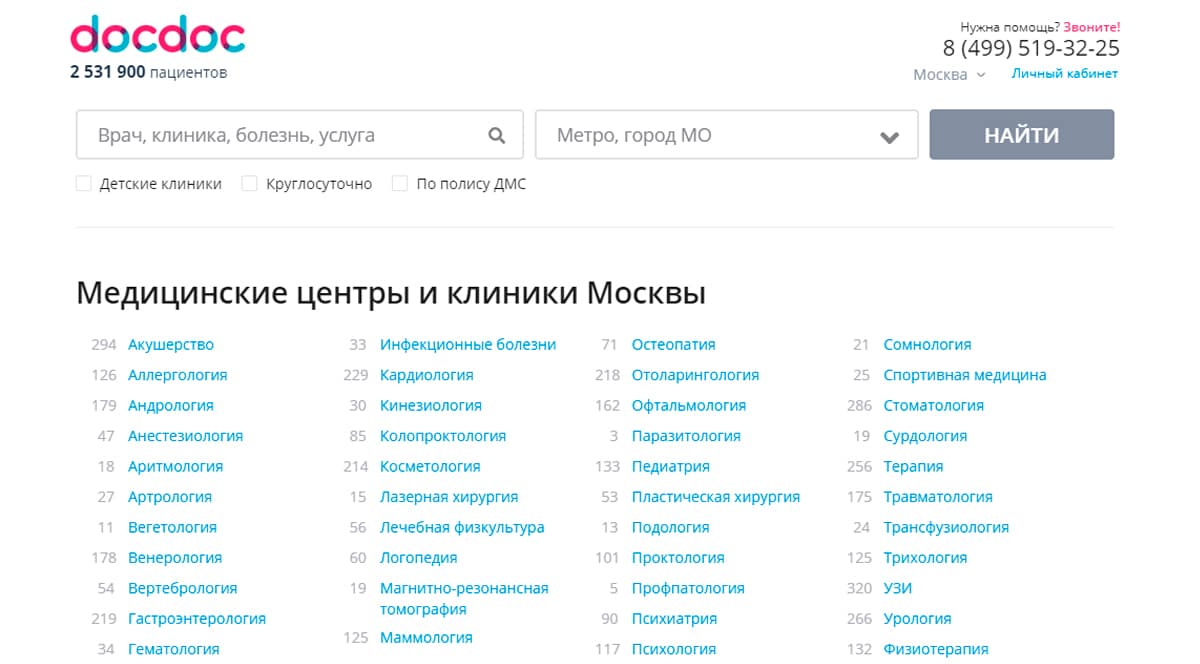 docdoc
2 531 900 пациентов
Нужна помощь? Звоните!
8 (499) 519-32-25
Москва Личный кабинет
Врач, клиника, болезнь, услуга
Метро, город МО
НАЙТИ
Детские клиники Круглосуточно По полису ДМС
Медицинские центры и клиники Москвы
294 Акушерство
126 Аллергология
179 Андрология
47 Анестезиология
18 Аритмология
27 Артрология
11 Вегетология
178 Венерология
54 Вертебрология
219 Гастроэнтерология
34 Гематология
33 Инфекционные болезни
229 Кардиология
30 Кинезиология
85 Колопроктология
214 Косметология
15 Лазерная хирургия
56 Лечебная физкультура
60 Логопедия
19 Магнитно-резонансная
томография
125 Маммология
71 Остеопатия
218 Отоларингология
162 Офтальмология
3 Паразитология
133 Педиатрия
53 Пластическая хирургия
13 Подология
101 Проктология
5 Профпатология
90 Психиатрия
117 Психология
21 Сомнология
25 Спортивная медицина
286 Стоматология
19 Сурдология
256 Терапия
175 Травматология
24 Трансфузиология
125 Трихология
320 УЗИ
266 Урология
132 Физиотерапия